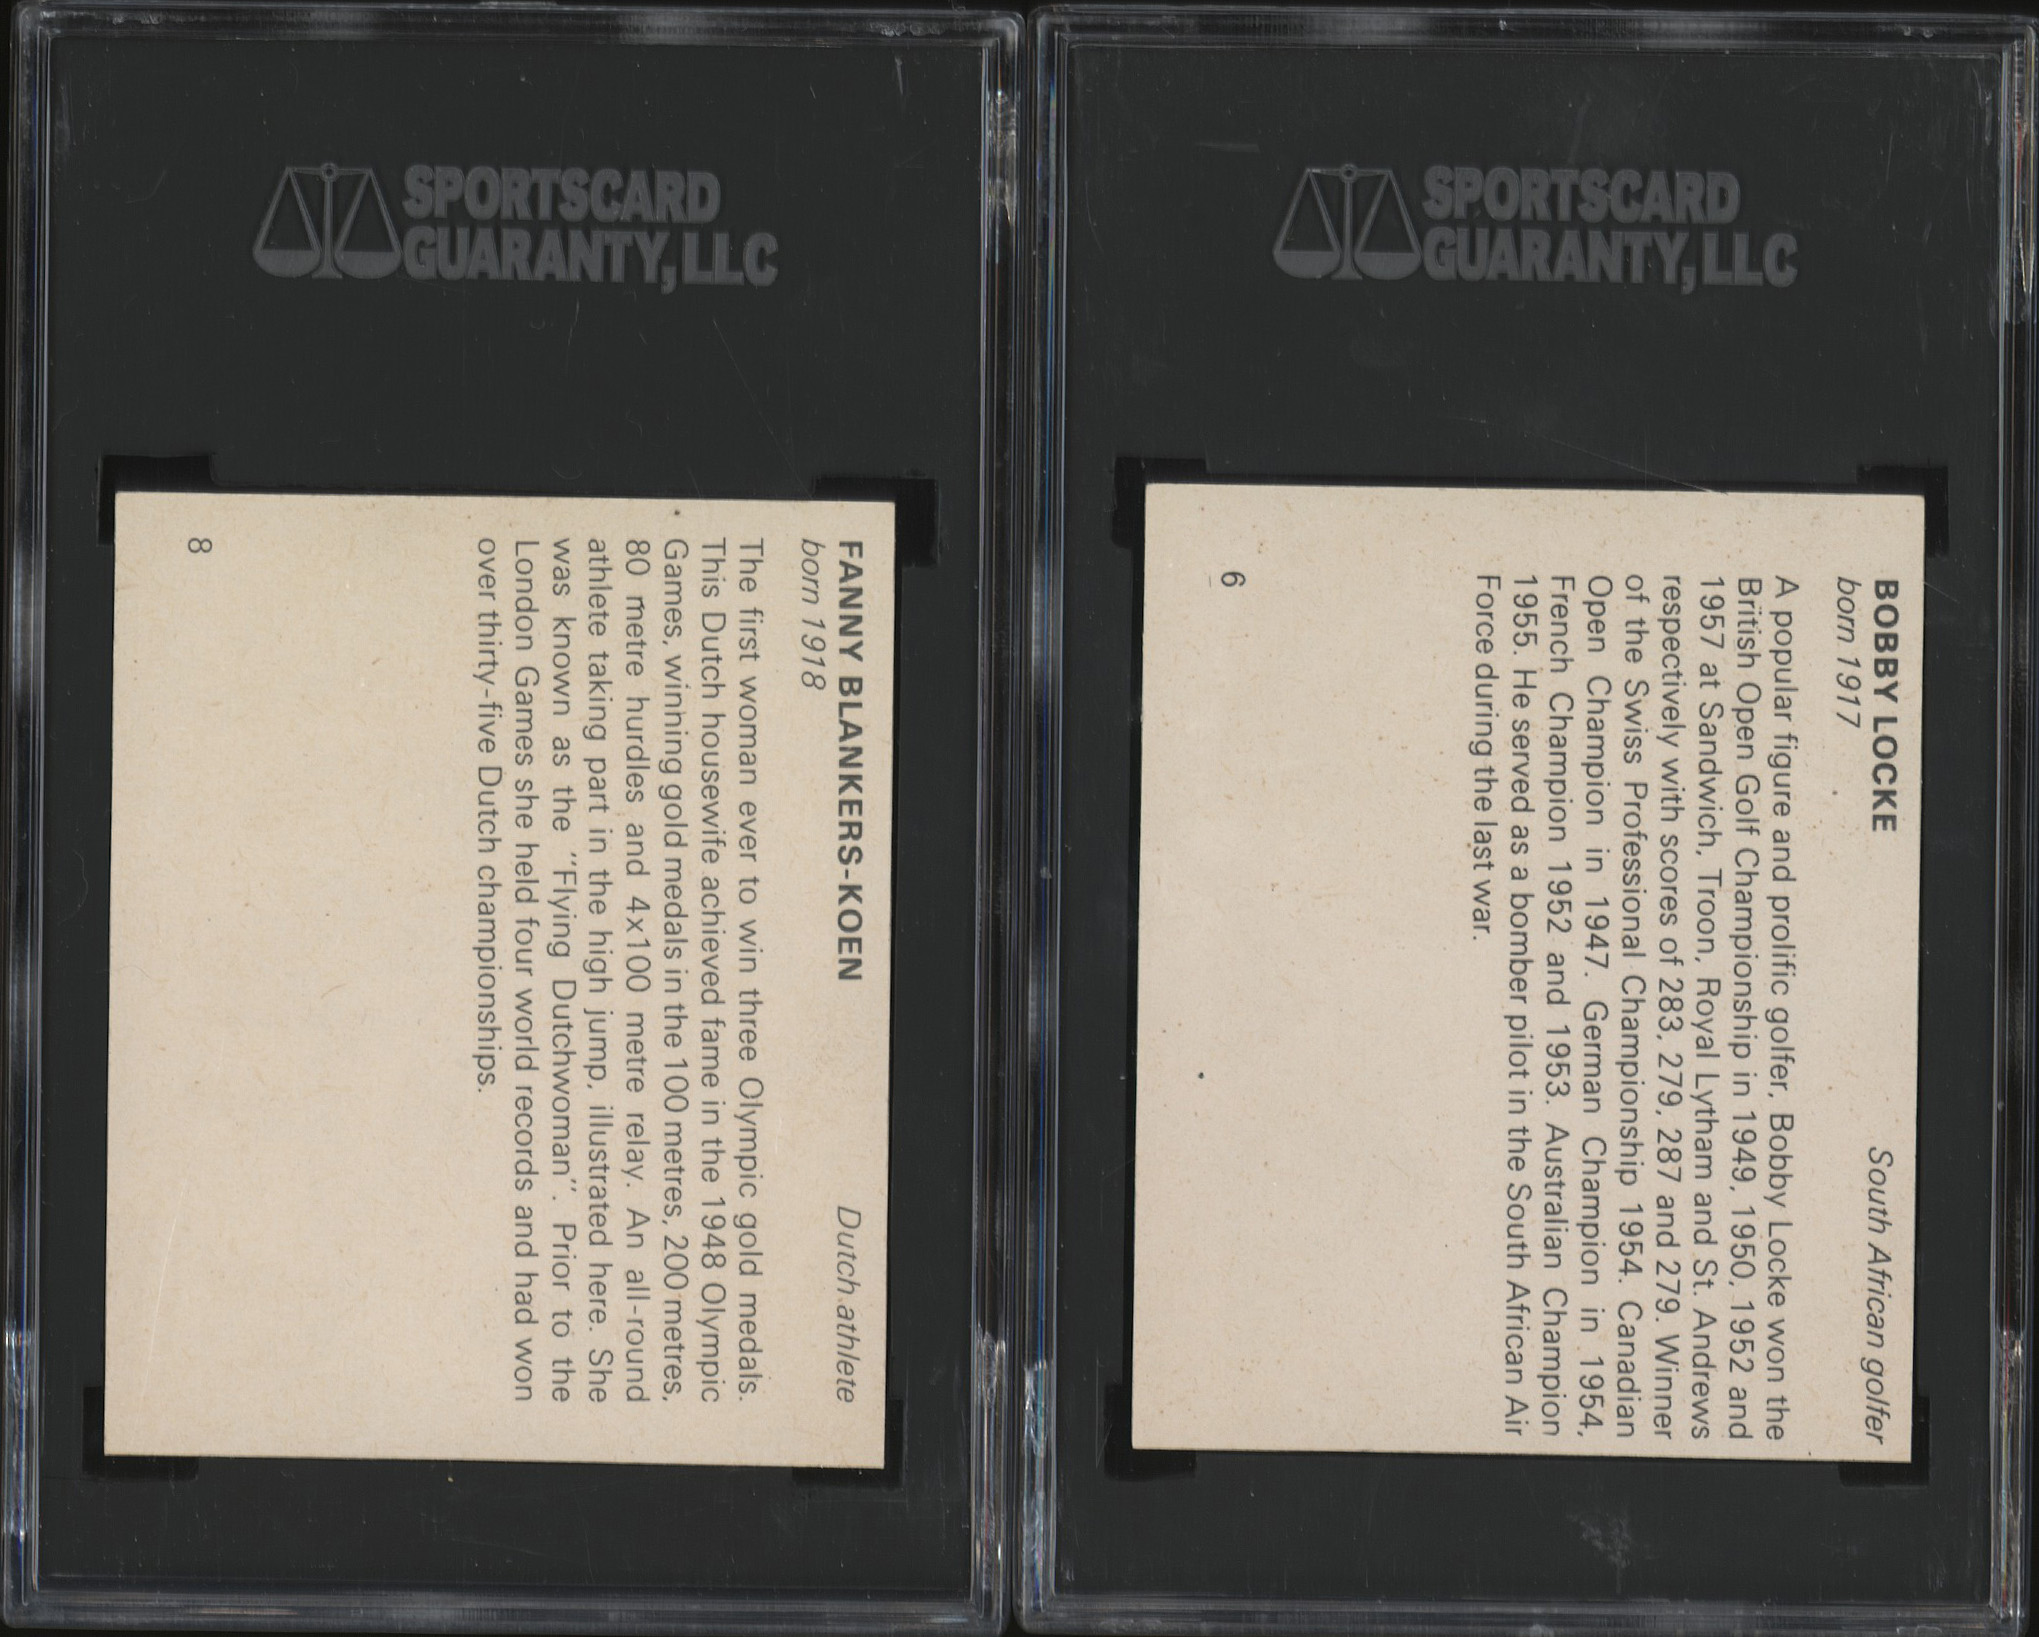 SPORTSCARD
GUARANTY, LLC
FANNY BLANKERS-KOEN Dutch athlete
born 1918
The first woman ever to win three Olympic gold medals.
This Dutch housewife achieved fame in the 1948 Olympic
Games, winning gold medals in the 100 metres, 200 metres,
80 metre hurdles and 4x100 metre relay. An all-round
athlete taking part in the high jump, illustrated here. She
was known as the "Flying Dutchwoman". Prior to the
London Games she held four world records and had won
over thirty-five Dutch championships.
8
SPORTSCARD
GUARANTY, LLC
BOBBY LOCKE South African golfer
born 1917
A popular figure and prolific golfer, Bobby Locke won the
British Open Golf Championship in 1949, 1950, 1952 and
1957 at Sandwich, Troon, Royal Lytham and St. Andrews
respectively with scores of 283, 279, 287 and 279. Winner
of the Swiss Professional Championship 1954. Canadian
Open Champion in 1947. German Champion in 1954,
French Champion 1952 and 1953. Australian Champion
1955. He served as a bomber pilot in the South African Air
Force during the last war.
6